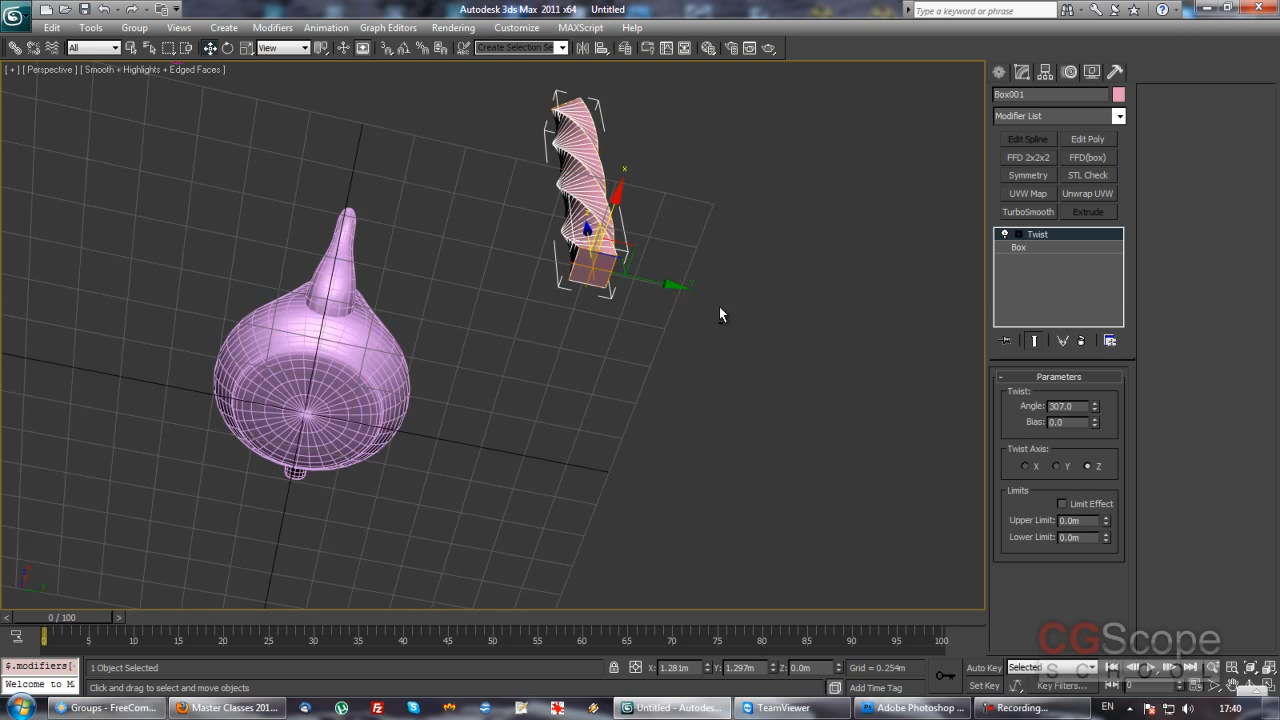 Autodesk 3ds Max 2011 x64 Untitled
Type a keyword or phrase
Edit Tools Group Views Create Modifiers Animation Graph Editors Rendering Customize MAXScript Help
All View Create Selection Se
[ + ] [ Perspective ] [ Smooth + Highlights + Edged Faces ]
Box001
Modifier List
Edit Spline Edit Poly
FFD 2x2x2 FFD(box)
Symmetry STL Check
UVW Map Unwrap UVW
TurboSmooth Extrude
Twist
Box
x
- Parameters
Twist:
Angle: 307.0
Bias: 0.0
Twist Axis:
X Y Z
Limits
Limit Effect
Upper Limit: 0.0m
Lower Limit: 0.0m
< 0 / 100 >
0 5 10 15 20 25 30 35 40 45 50 55 60 65 70 75 80 85 90 95 100
CGScope
SCHOOL
$.modifiers[ 1 Object Selected X: 1.281m Y: 1.297m Z: 0.0m Grid = 0.254m Auto Key Selected
Welcome to M Click and drag to select and move objects Add Time Tag Set Key Key Filters... 0
Groups - FreeCom... Master Classes 201... Untitled - Autodes... TeamViewer Adobe Photoshop ... Recording... EN 17:40